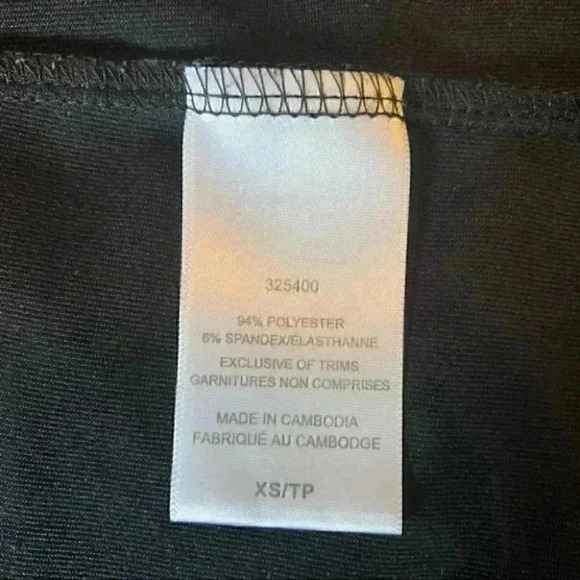 325400
94% POLYESTER
6% SPANDEX/ÉLASTHANNE
EXCLUSIVE OF TRIMS
GARNITURES NON COMPRISES
MADE IN CAMBODIA
FABRIQUÉ AU CAMBODGE
XS/TP